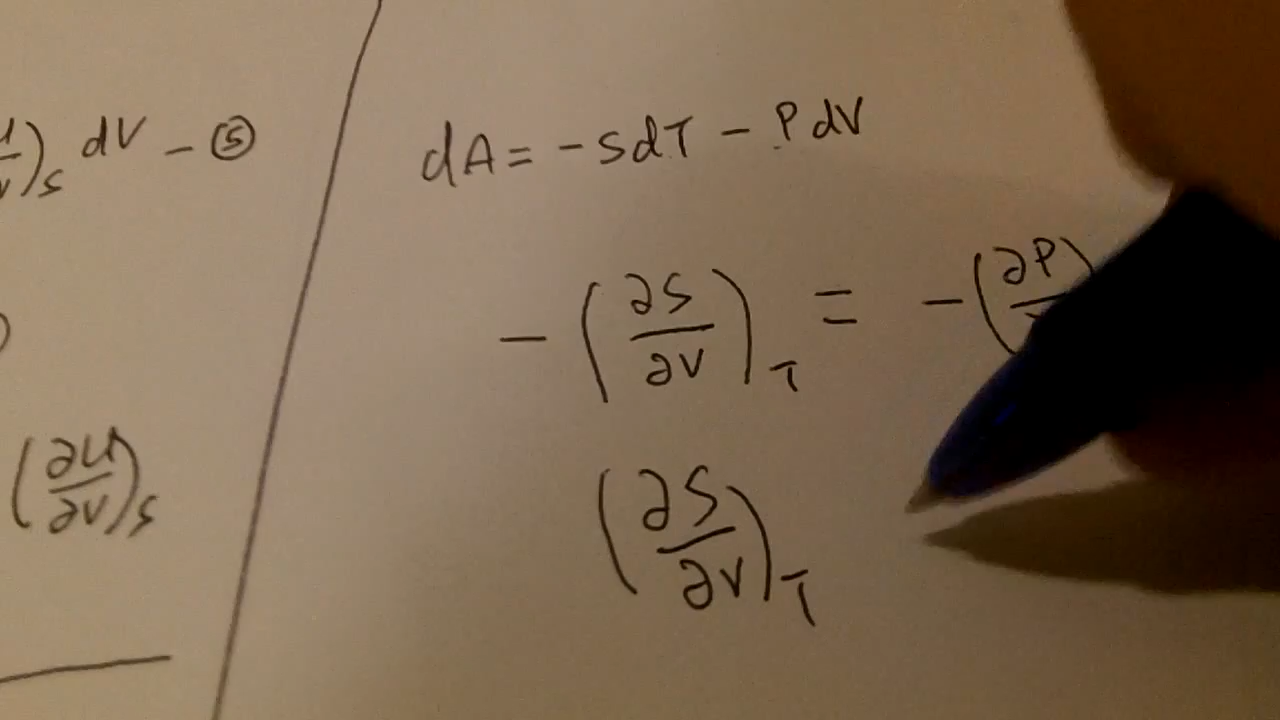 dV - ⑤
)s
(∂U/∂V)s
dA = - SdT - PdV
- (∂S/∂V)T = - (∂P
(∂S/∂V)T